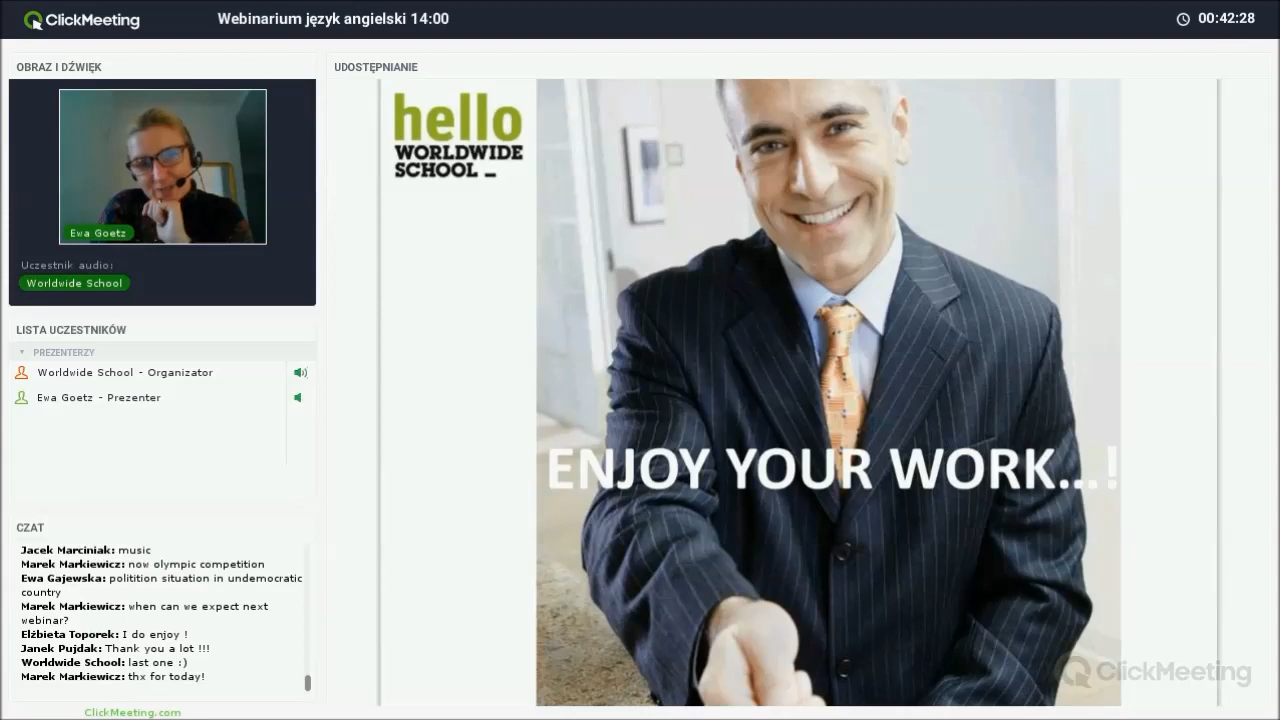 ClickMeeting
Webinarium język angielski 14:00
00:42:28
OBRAZ I DŹWIĘK
Ewa Goetz
Uczestnik audio:
Worldwide School
LISTA UCZESTNIKÓW
PREZENTERZY
Worldwide School - Organizator
Ewa Goetz - Prezenter
CZAT
Jacek Marciniak: music
Marek Markiewicz: now olympic competition
Ewa Gajewska: politition situation in undemocratic
country
Marek Markiewicz: when can we expect next
webinar?
Elżbieta Toporek: I do enjoy !
Janek Pujdak: Thank you a lot !!!
Worldwide School: last one :)
Marek Markiewicz: thx for today!
ClickMeeting.com
UDOSTĘPNIANIE
hello
WORLDWIDE
SCHOOL _
ENJOY YOUR WORK...!
ClickMeeting